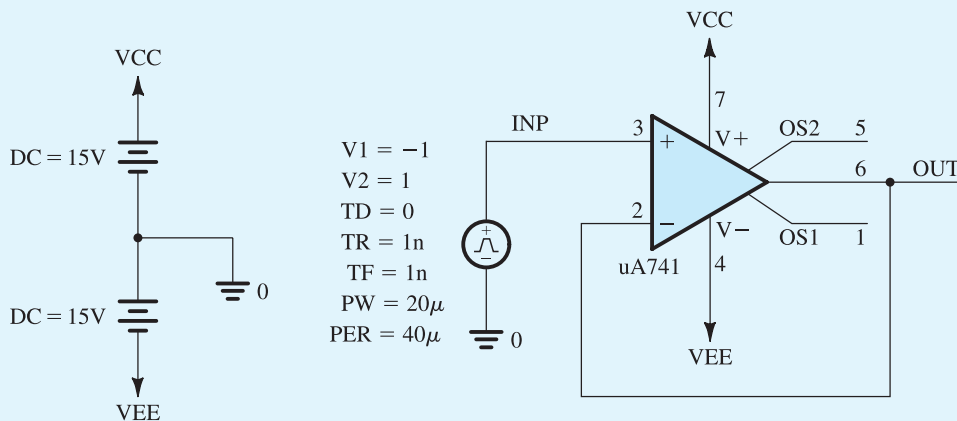 VCC
DC = 15V
0
DC = 15V
VEE
V1 = −1
V2 = 1
TD = 0
TR = 1n
TF = 1n
PW = 20μ
PER = 40μ
INP
+
−
0
VCC
7
3
+
V+
OS2
5
6
OUT
2
−
V−
OS1
1
uA741
4
VEE